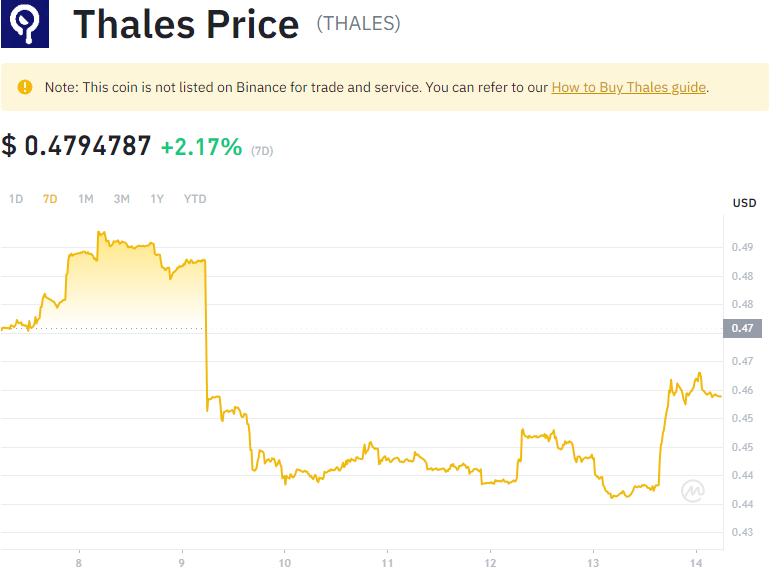 Thales Price (THALES)
Note: This coin is not listed on Binance for trade and service. You can refer to our How to Buy Thales guide.
$ 0.4794787 +2.17% (7D)
1D 7D 1M 3M 1Y YTD
USD
0.49
0.48
0.48
0.47
0.47
0.46
0.45
0.45
0.44
0.44
0.43
8 9 10 11 12 13 14